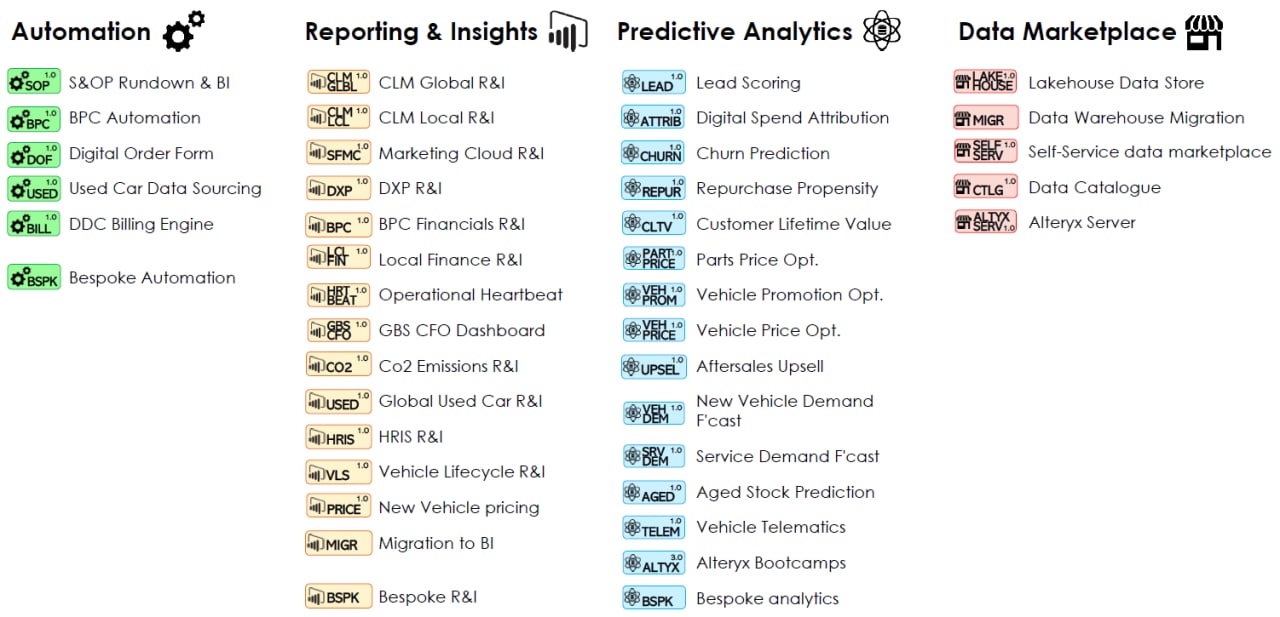 Automation
SOP 1.0 S&OP Rundown & BI
BPC 1.0 BPC Automation
DOF 1.0 Digital Order Form
USED 1.0 Used Car Data Sourcing
BILL 1.0 DDC Billing Engine
BSPK Bespoke Automation
Reporting & Insights
CLM GLBL 1.0 CLM Global R&I
CLM LCL 1.0 CLM Local R&I
SFMC 1.0 Marketing Cloud R&I
DXP 1.0 DXP R&I
BPC 1.0 BPC Financials R&I
LCL FIN 1.0 Local Finance R&I
HRT BEAT 1.0 Operational Heartbeat
GBS CFO 1.0 GBS CFO Dashboard
CO2 1.0 Co2 Emissions R&I
USED 1.0 Global Used Car R&I
HRIS 1.0 HRIS R&I
VLS 1.0 Vehicle Lifecycle R&I
PRICE 1.0 New Vehicle pricing
MIGR Migration to BI
BSPK Bespoke R&I
Predictive Analytics
LEAD 1.0 Lead Scoring
ATTRIB 1.0 Digital Spend Attribution
CHURN 1.0 Churn Prediction
REPUR 1.0 Repurchase Propensity
CLTV 1.0 Customer Lifetime Value
PART PRICE 1.0 Parts Price Opt.
VEH PROM 1.0 Vehicle Promotion Opt.
VEH PRICE 1.0 Vehicle Price Opt.
UPSEL 1.0 Aftersales Upsell
VEH DEM 1.0 New Vehicle Demand
F'cast
SRV DEM 1.0 Service Demand F'cast
AGED 1.0 Aged Stock Prediction
TELEM 1.0 Vehicle Telematics
ALTYX 3.0 Alteryx Bootcamps
BSPK Bespoke analytics
Data Marketplace
LAKE HOUSE 1.0 Lakehouse Data Store
MIGR Data Warehouse Migration
SELF SERV 1.0 Self-Service data marketplace
CTLG 1.0 Data Catalogue
ALTYX SERV 1.0 Alteryx Server